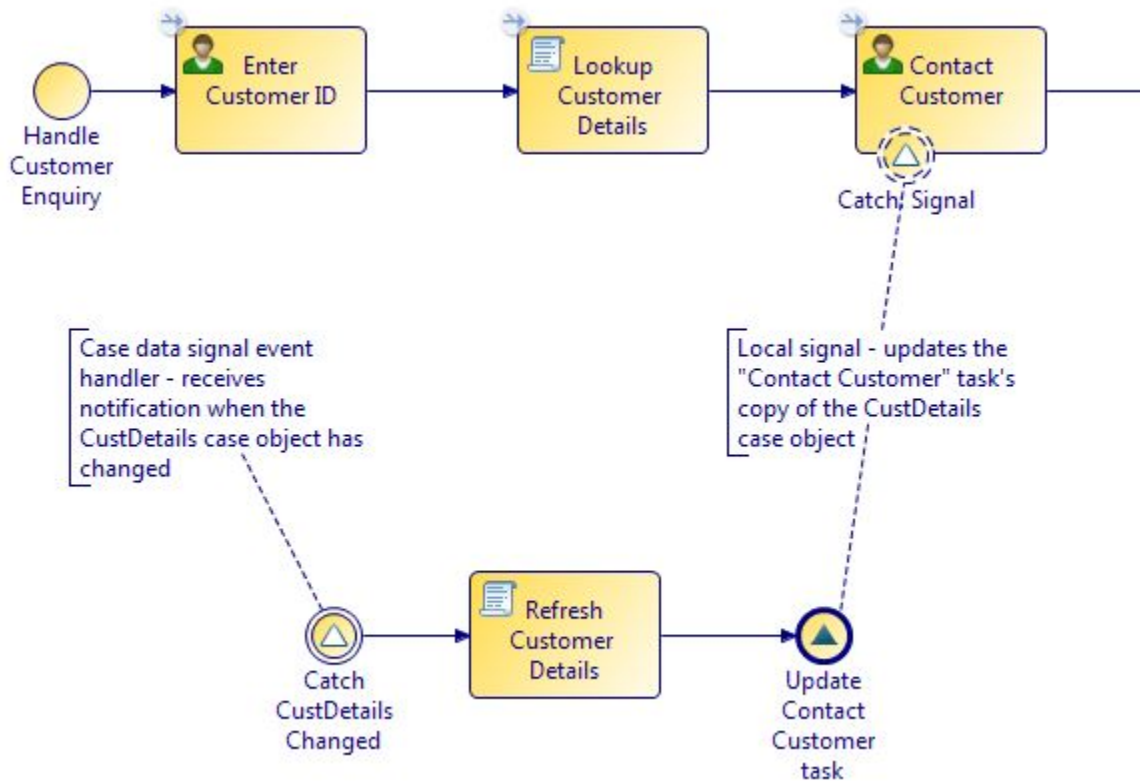 Enter
Customer ID
Lookup
Customer
Details
Contact
Customer
Handle
Customer
Enquiry
Catch Signal
Case data signal event
handler - receives
notification when the
CustDetails case object has
changed
Local signal - updates the
"Contact Customer" task's
copy of the CustDetails
case object
Refresh
Customer
Details
Catch
CustDetails
Changed
Update
Contact
Customer
task